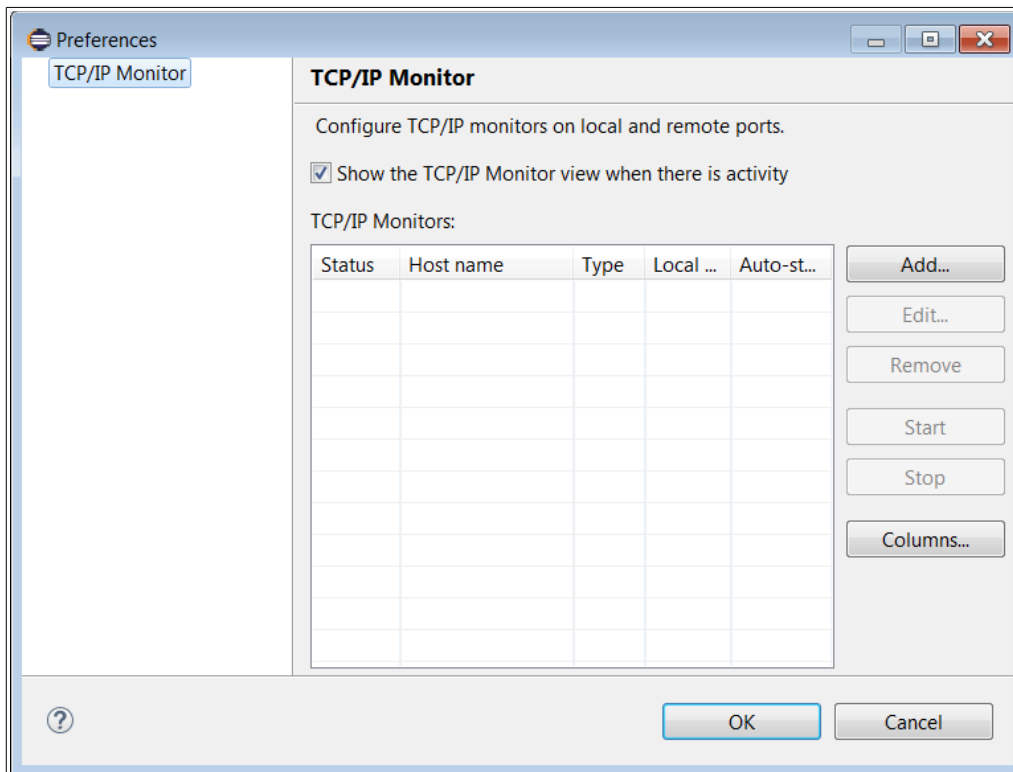 Preferences
TCP/IP Monitor
TCP/IP Monitor
Configure TCP/IP monitors on local and remote ports.
Show the TCP/IP Monitor view when there is activity
TCP/IP Monitors:
Status Host name Type Local ... Auto-st...
Add...
Edit...
Remove
Start
Stop
Columns...
?
OK Cancel